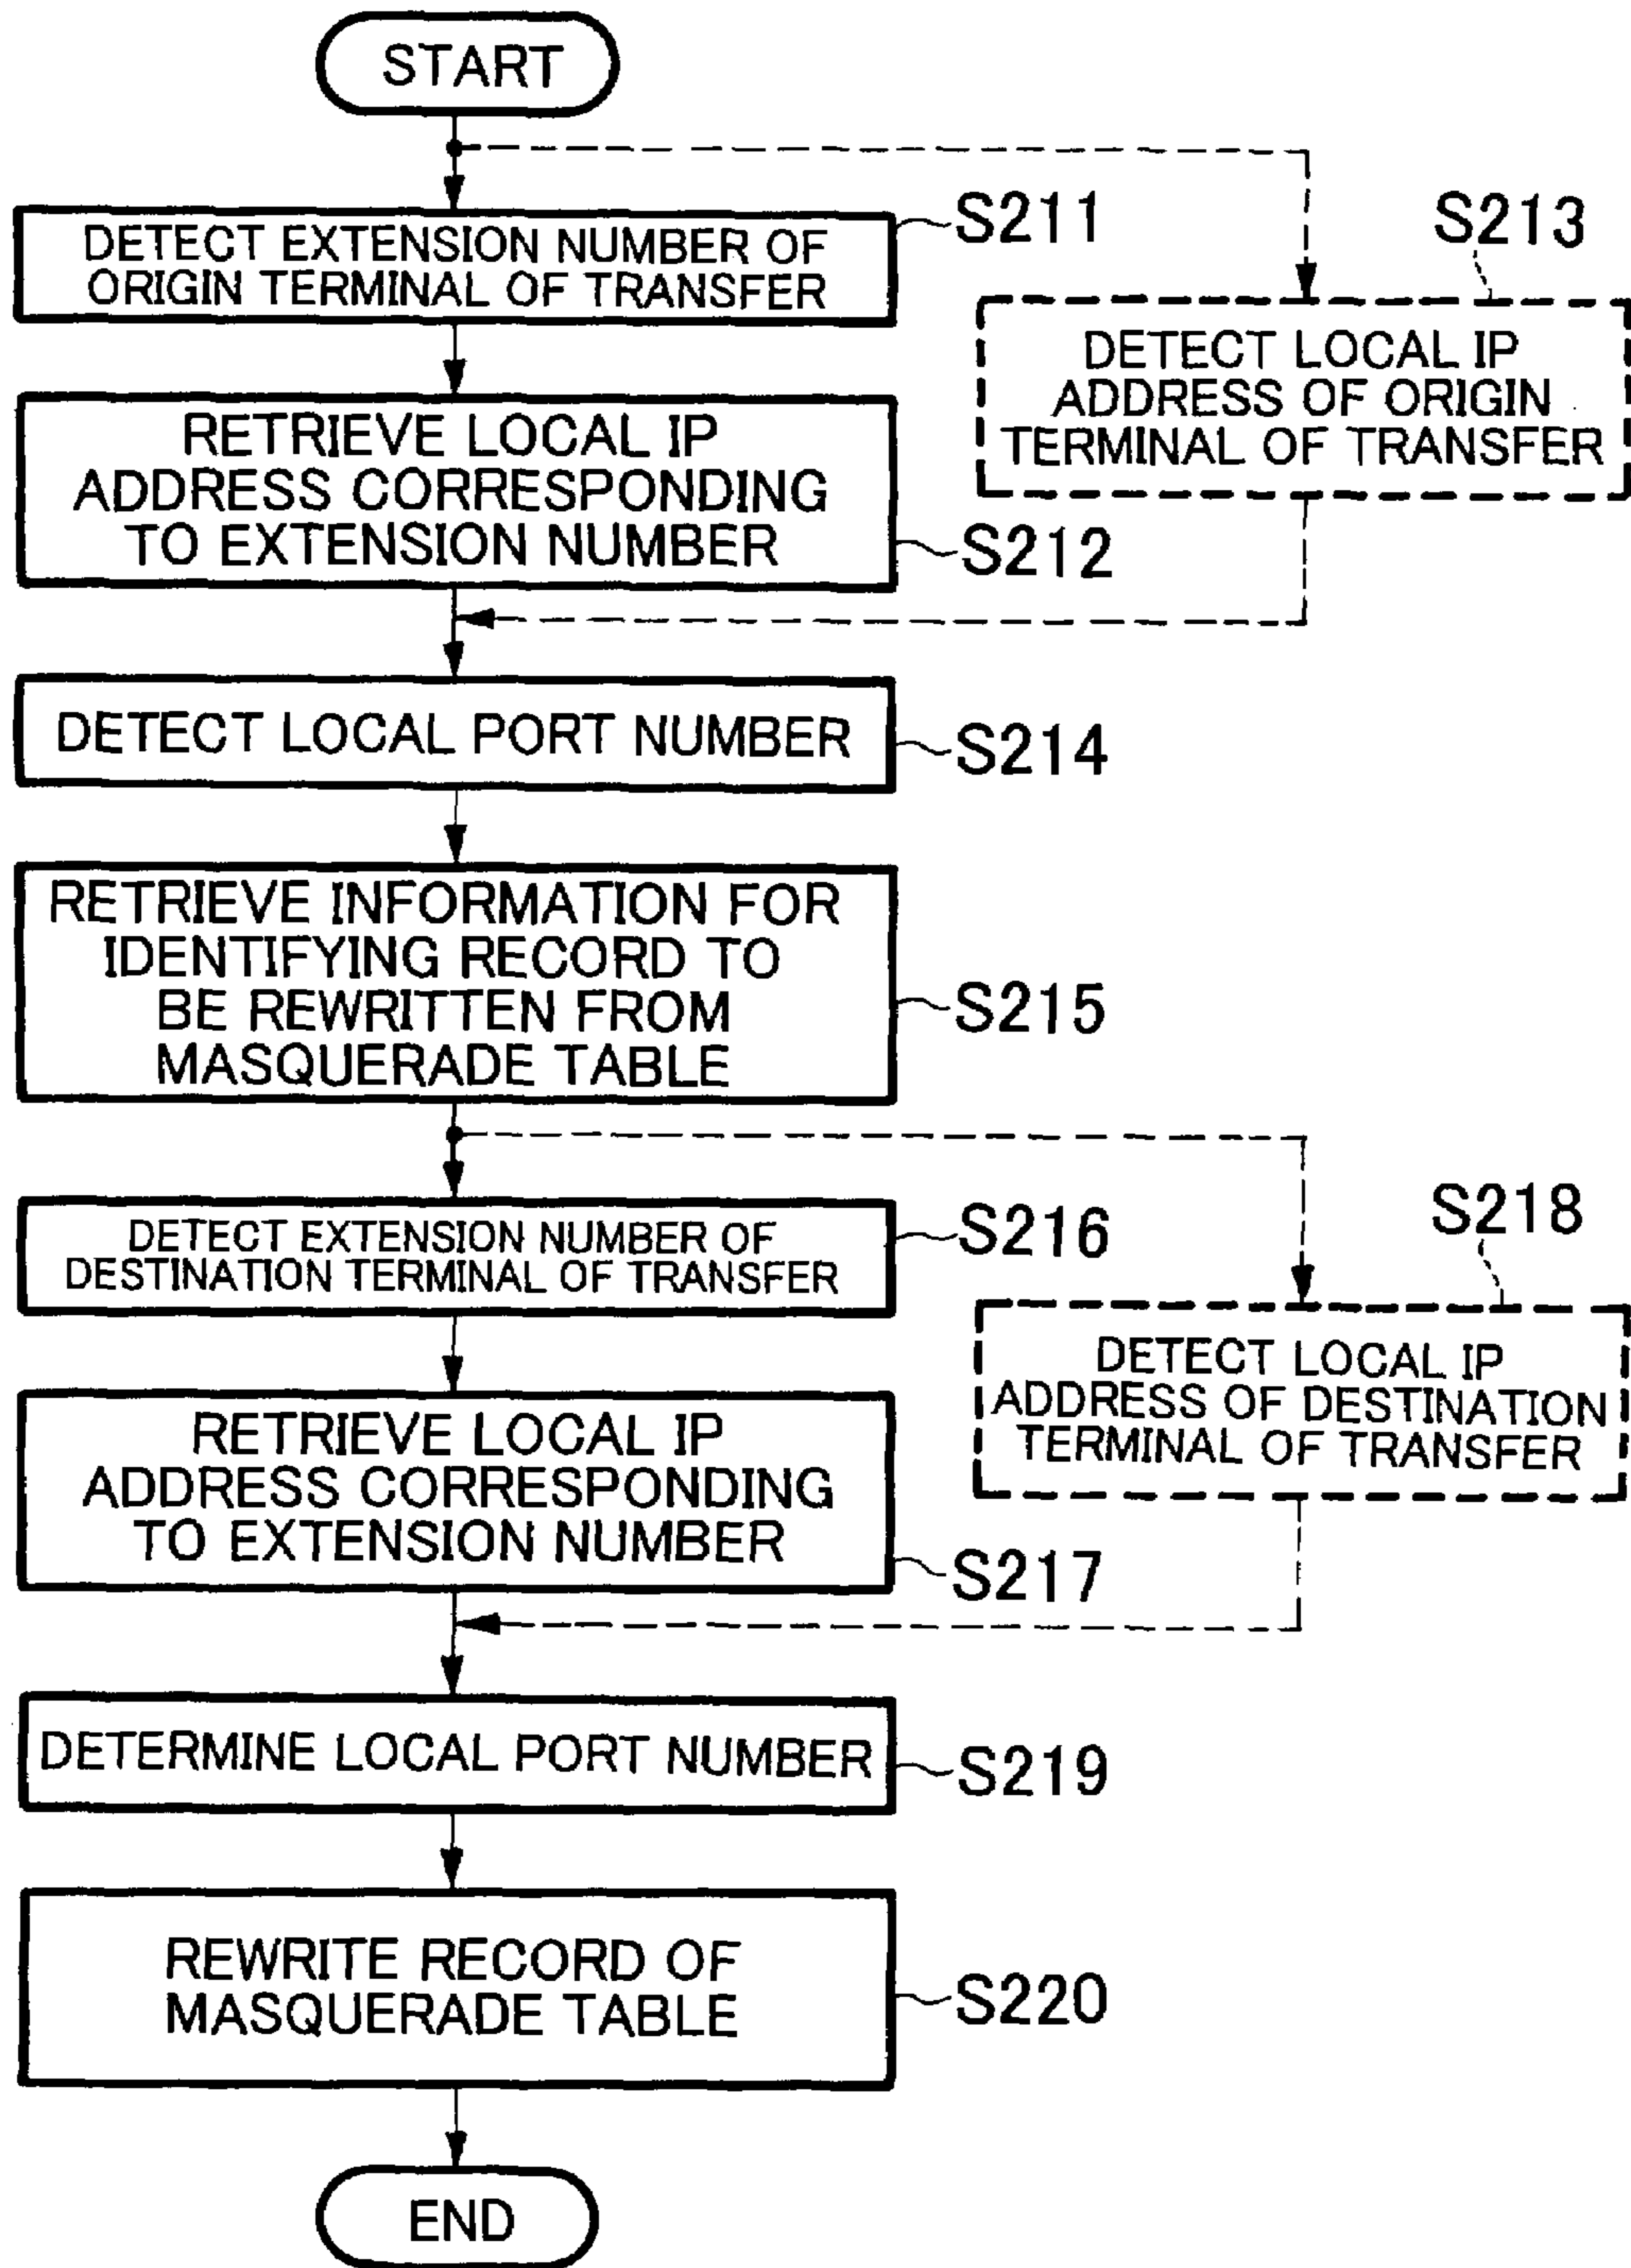 START
DETECT EXTENSION NUMBER OF
ORIGIN TERMINAL OF TRANSFER
S211
S213
DETECT LOCAL IP
ADDRESS OF ORIGIN
TERMINAL OF TRANSFER
RETRIEVE LOCAL IP
ADDRESS CORRESPONDING
TO EXTENSION NUMBER
S212
DETECT LOCAL PORT NUMBER
S214
RETRIEVE INFORMATION FOR
IDENTIFYING RECORD TO
BE REWRITTEN FROM
MASQUERADE TABLE
S215
DETECT EXTENSION NUMBER OF
DESTINATION TERMINAL OF TRANSFER
S216
S218
DETECT LOCAL IP
ADDRESS OF DESTINATION
TERMINAL OF TRANSFER
RETRIEVE LOCAL IP
ADDRESS CORRESPONDING
TO EXTENSION NUMBER
S217
DETERMINE LOCAL PORT NUMBER
S219
REWRITE RECORD OF
MASQUERADE TABLE
S220
END